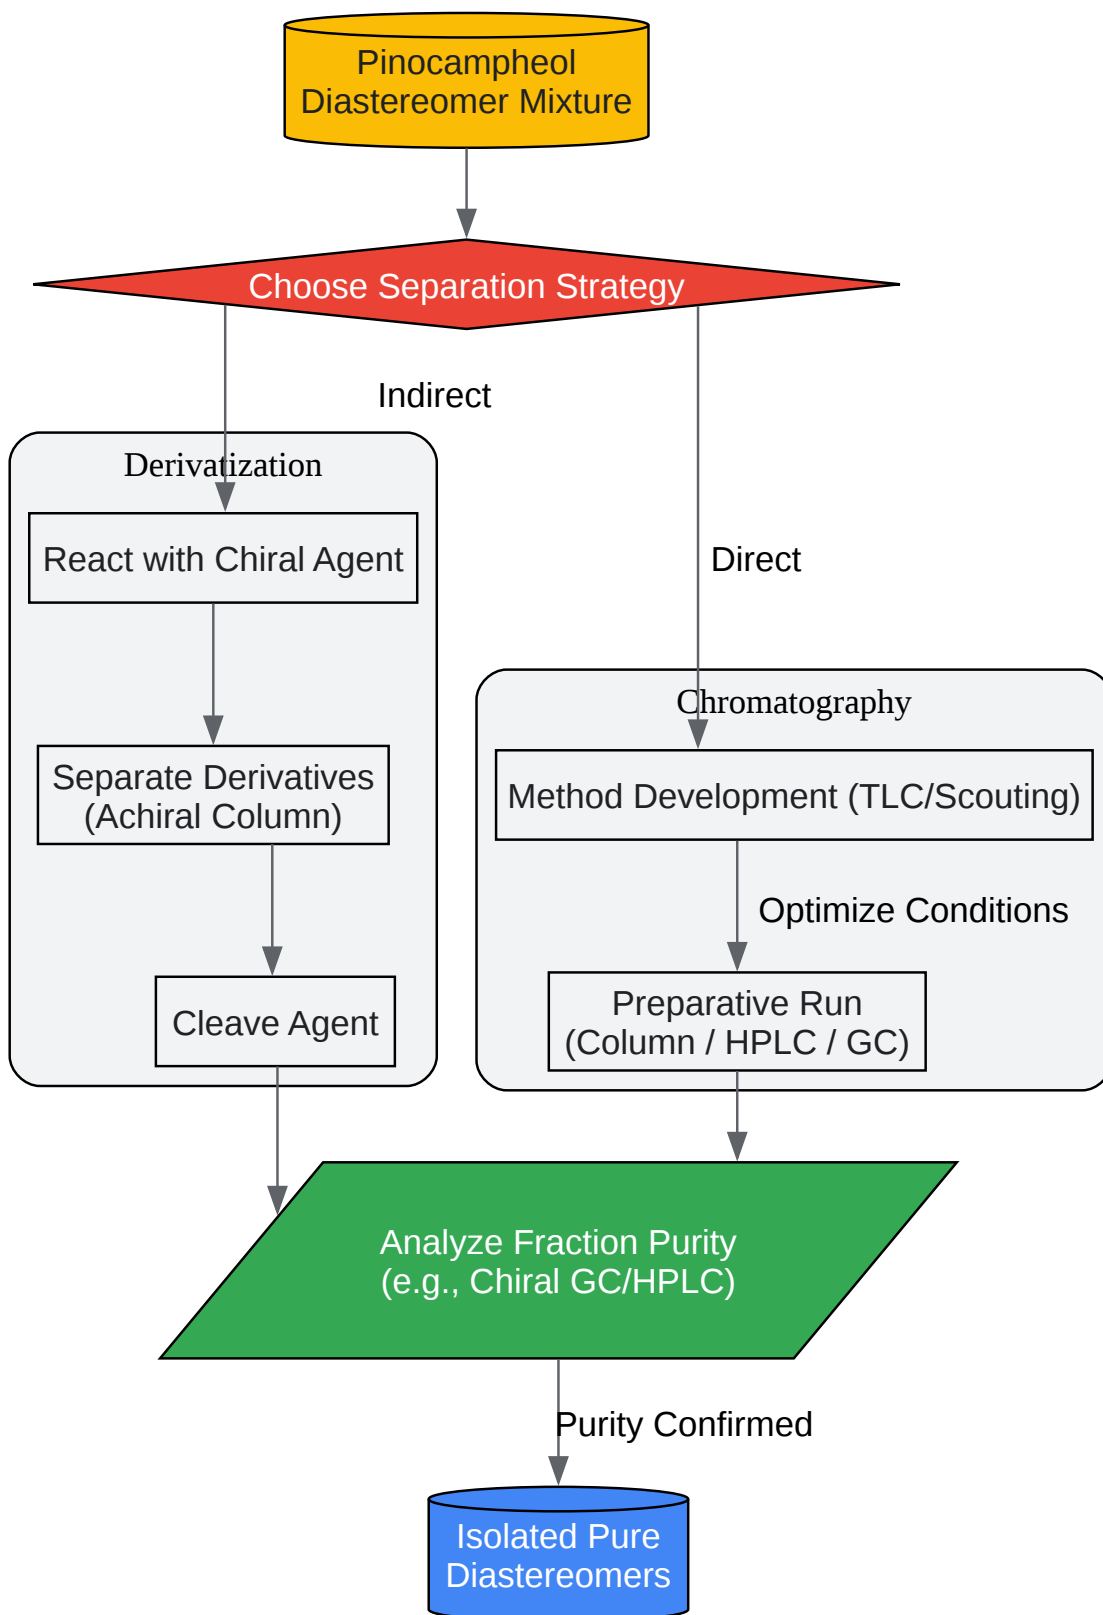 Pinocampheol
Diastereomer Mixture
Choose Separation Strategy
Indirect
Derivatization
React with Chiral Agent
Direct
Separate Derivatives
(Achiral Column)
Chromatography
Method Development (TLC/Scouting)
Optimize Conditions
Cleave Agent
Preparative Run
(Column / HPLC / GC)
Analyze Fraction Purity
(e.g., Chiral GC/HPLC)
Purity Confirmed
Isolated Pure
Diastereomers